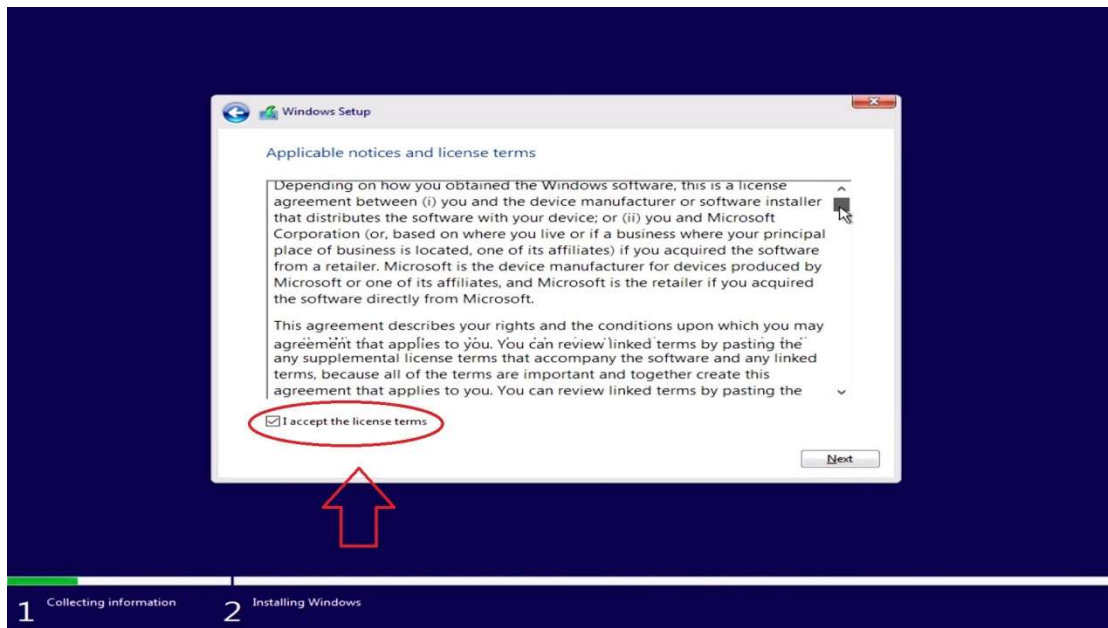 Windows Setup
Applicable notices and license terms
Depending on how you obtained the Windows software, this is a license
agreement between (i) you and the device manufacturer or software installer
that distributes the software with your device; or (ii) you and Microsoft
Corporation (or, based on where you live or if a business where your principal
place of business is located, one of its affiliates) if you acquired the software
from a retailer. Microsoft is the device manufacturer for devices produced by
Microsoft or one of its affiliates, and Microsoft is the retailer if you acquired
the software directly from Microsoft.
This agreement describes your rights and the conditions upon which you may
agreement that applies to you. You can review linked terms by pasting the
any supplemental license terms that accompany the software and any linked
terms, because all of the terms are important and together create this
agreement that applies to you. You can review linked terms by pasting the
I accept the license terms
Next
1 Collecting information
2 Installing Windows